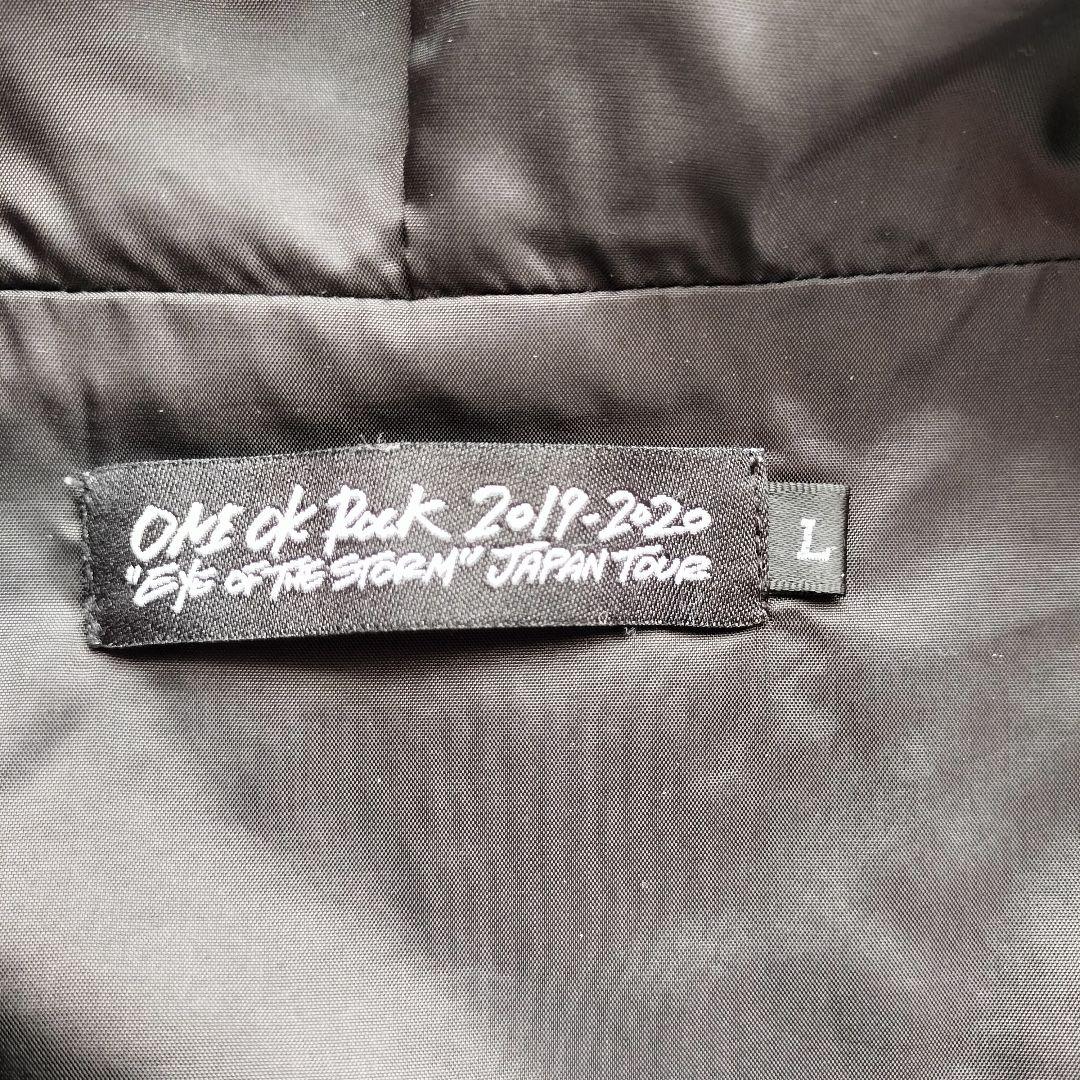 ONE OK ROCK 2019-2020
"EYE OF THE STORM" JAPAN TOUR
L